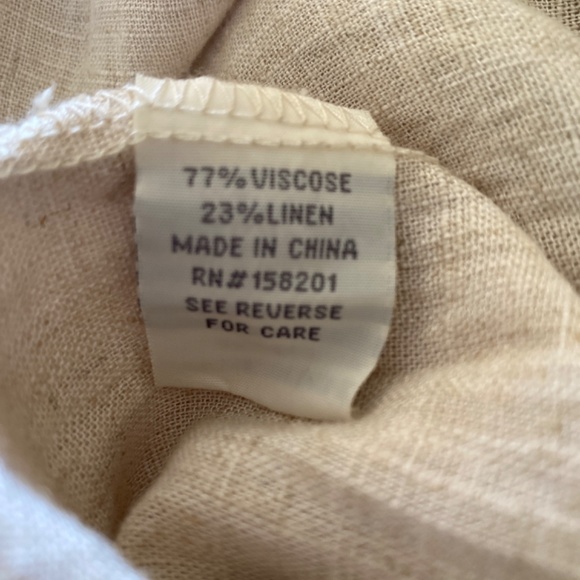 77% VISCOSE
23% LINEN
MADE IN CHINA
RN# 158201
SEE REVERSE
FOR CARE